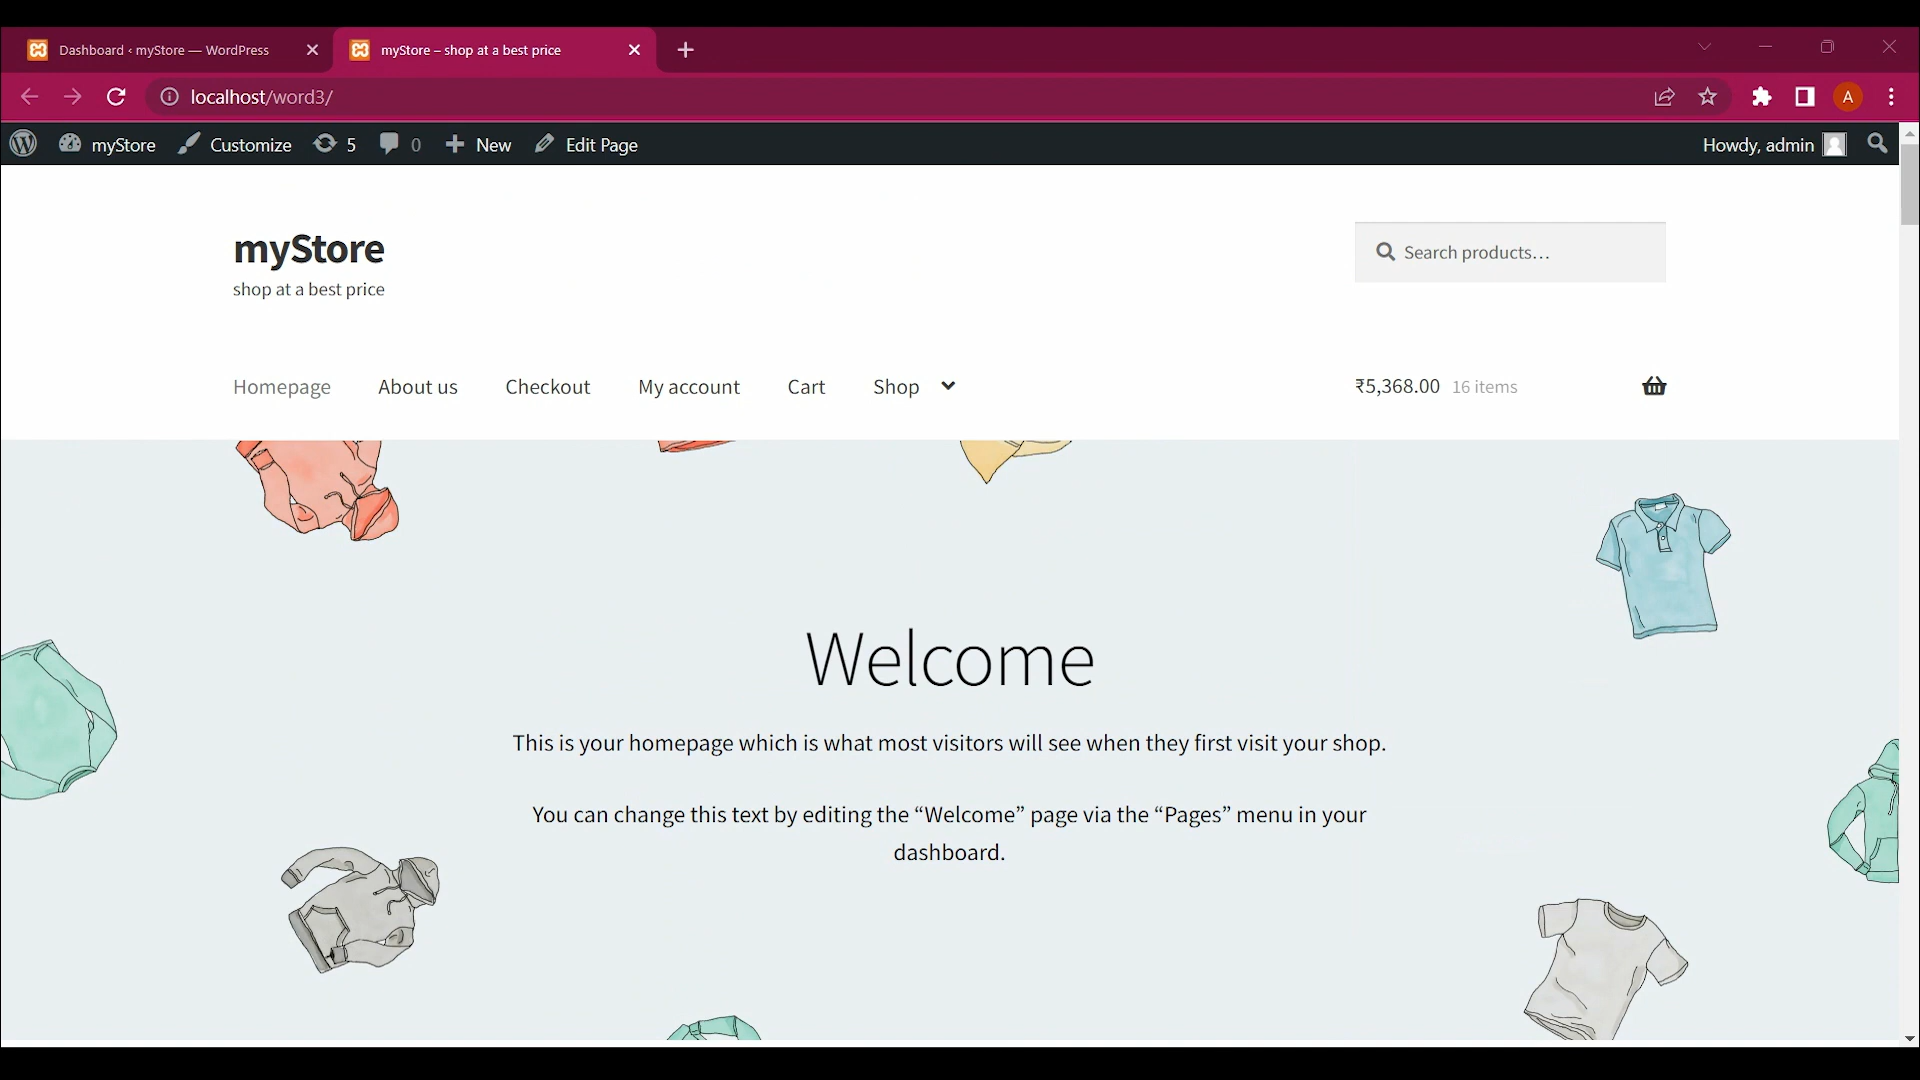 Dashboard ‹ myStore — WordPress
myStore – shop at a best price
localhost/word3/
A
myStore
Customize
5
0
New
Edit Page
Howdy, admin
myStore
shop at a best price
Search products…
Homepage
About us
Checkout
My account
Cart
Shop
₹5,368.00 16 items
Welcome
This is your homepage which is what most visitors will see when they first visit your shop.
You can change this text by editing the “Welcome” page via the “Pages” menu in your
dashboard.